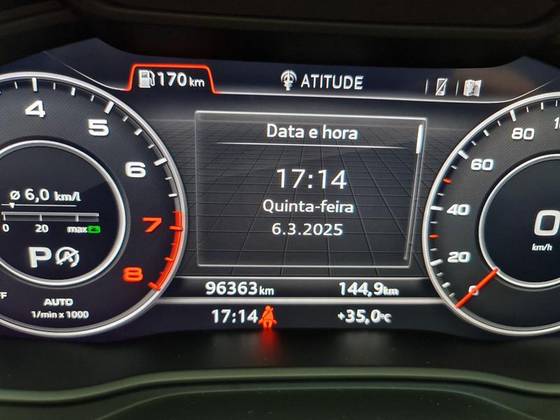 170 km
ATITUDE
4
5
6
7
8
ø 6,0 km/l
0 20 max
P
AUTO
1/min x 1000
Data e hora
17:14
Quinta-feira
6.3.2025
96363 km 144,9 km
17:14 +35,0°C
80
60
40
20
0
km/h